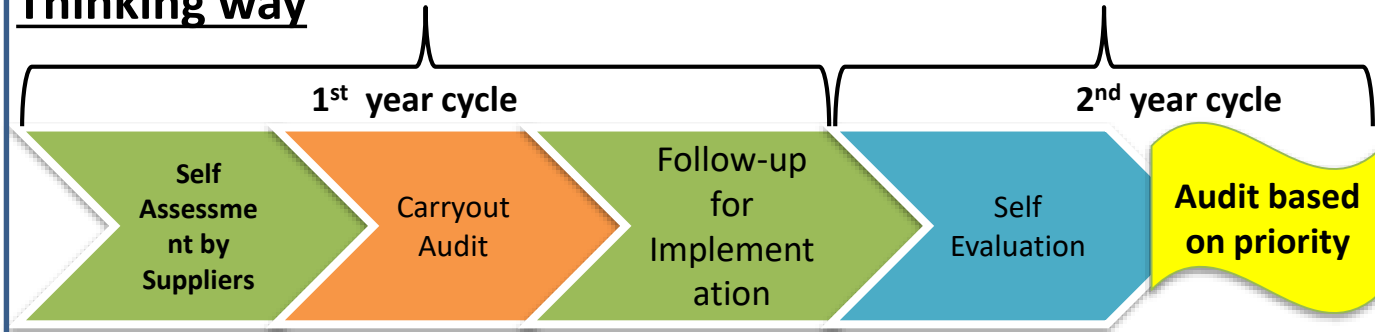 Thinking way
1st year cycle
2nd year cycle
Self
Assessme
nt by
Suppliers
Carryout
Audit
Follow-up
for
Implement
ation
Self
Evaluation
Audit based
on priority